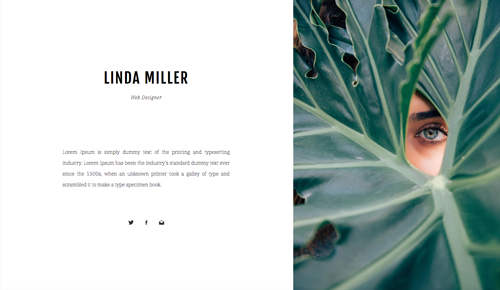 LINDA MILLER
Web Designer
Lorem Ipsum is simply dummy text of the printing and typesetting
industry. Lorem Ipsum has been the industry's standard dummy text ever
since the 1500s, when an unknown printer took a galley of type and
scrambled it to make a type specimen book.